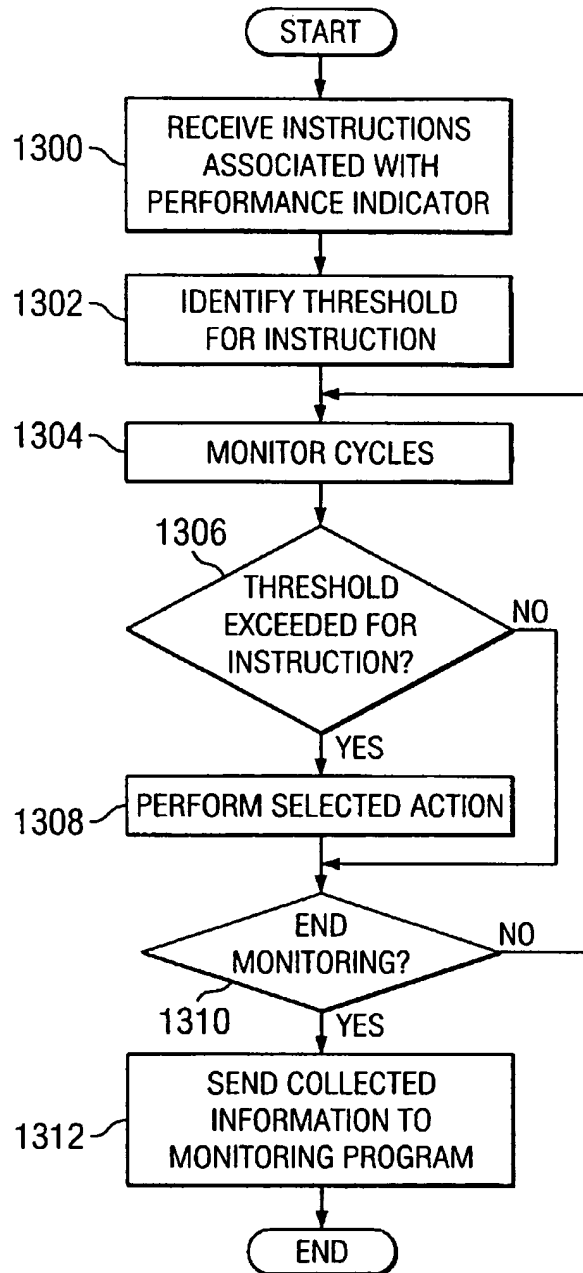 START
1300
RECEIVE INSTRUCTIONS
ASSOCIATED WITH
PERFORMANCE INDICATOR
1302
IDENTIFY THRESHOLD
FOR INSTRUCTION
1304
MONITOR CYCLES
1306
THRESHOLD
EXCEEDED FOR
INSTRUCTION?
NO
YES
1308
PERFORM SELECTED ACTION
END
MONITORING?
NO
1310
YES
1312
SEND COLLECTED
INFORMATION TO
MONITORING PROGRAM
END